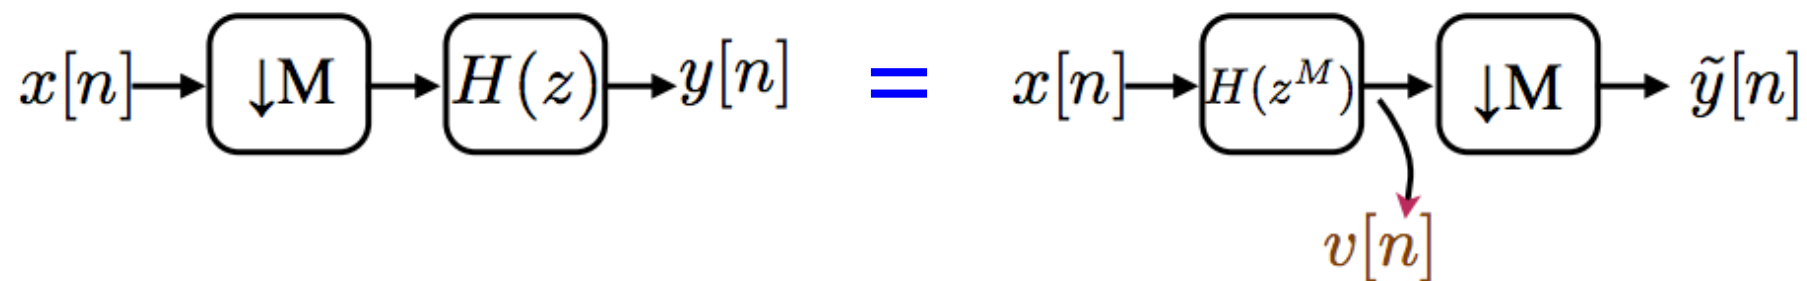 x[n] ↓M H(z) y[n] = x[n] H(z^M) ↓M ỹ[n]
v[n]